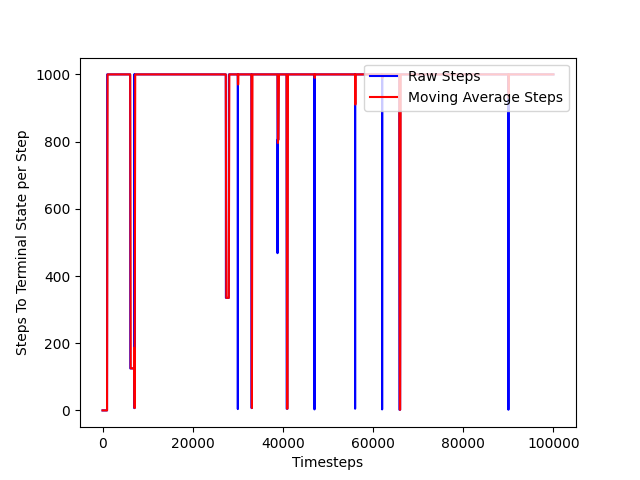 Raw Steps
Moving Average Steps
1000
800
600
400
200
0
Steps To Terminal State per Step
0 20000 40000 60000 80000 100000
Timesteps